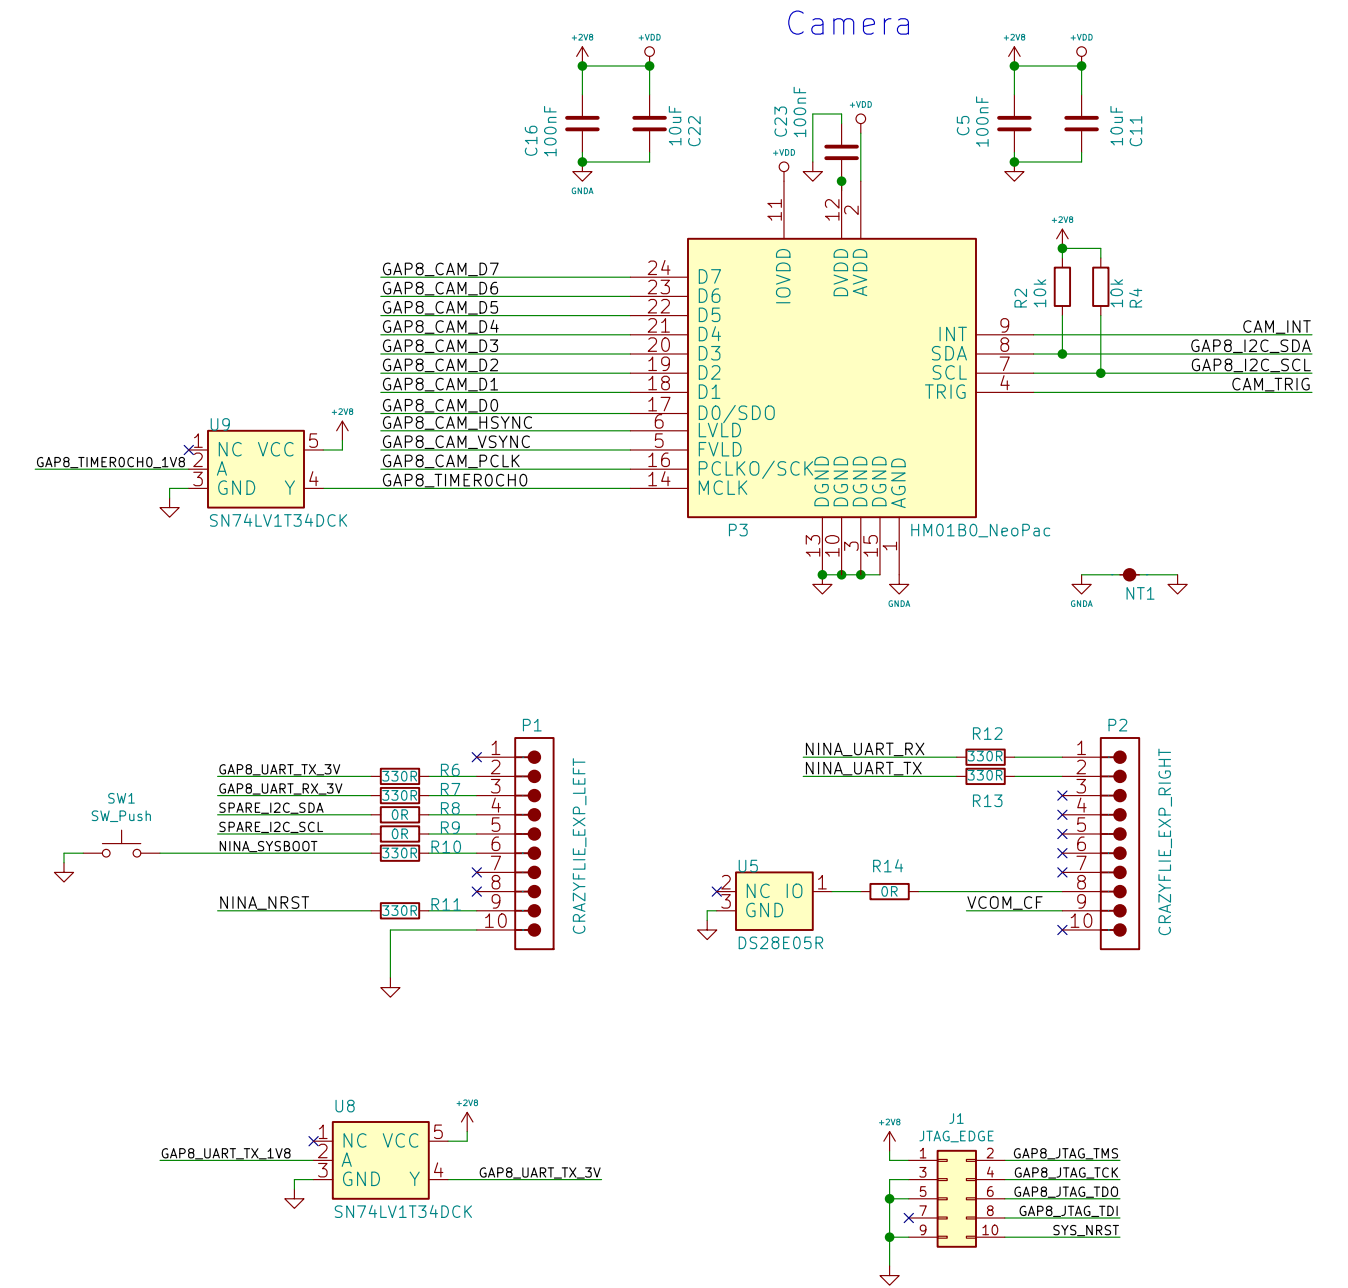 Camera
+2V8
+VDD
C16
100nF
10uF
C22
GNDA
C23
100nF
+VDD
+VDD
+2V8
+VDD
C5
100nF
10uF
C11
11
12
2
IOVDD
DVDD
AVDD
+2V8
R2
10k
10k
R4
GAP8_CAM_D7 24 D7
GAP8_CAM_D6 23 D6
GAP8_CAM_D5 22 D5
GAP8_CAM_D4 21 D4
GAP8_CAM_D3 20 D3
GAP8_CAM_D2 19 D2
GAP8_CAM_D1 18 D1
GAP8_CAM_D0 17 D0/SDO
GAP8_CAM_HSYNC 6 LVLD
GAP8_CAM_VSYNC 5 FVLD
GAP8_CAM_PCLK 16 PCLKO/SCK
GAP8_TIMER0CH0 14 MCLK
INT 9 CAM_INT
SDA 8 GAP8_I2C_SDA
SCL 7 GAP8_I2C_SCL
TRIG 4 CAM_TRIG
DGND
DGND
DGND
DGND
AGND
13
10
3
15
1
P3
HM01B0_NeoPac
GNDA
U9
+2V8
1 NC VCC 5
GAP8_TIMER0CH0_1V8 2 A
3 GND Y 4
SN74LV1T34DCK
GNDA
NT1
P1
1
GAP8_UART_TX_3V 330R R6 2
GAP8_UART_RX_3V 330R R7 3
SPARE_I2C_SDA 0R R8 4
SPARE_I2C_SCL 0R R9 5
NINA_SYSBOOT 330R R10 6
7
8
NINA_NRST 330R R11 9
10
CRAZYFLIE_EXP_LEFT
SW1
SW_Push
P2
R12
NINA_UART_RX 330R 1
NINA_UART_TX 330R 2
R13
3
4
5
6
7
8
VCOM_CF 9
10
CRAZYFLIE_EXP_RIGHT
U5
R14
2 NC IO 1 0R
3 GND
DS28E05R
U8
+2V8
1 NC VCC 5
GAP8_UART_TX_1V8 2 A
3 GND Y 4 GAP8_UART_TX_3V
SN74LV1T34DCK
J1
JTAG_EDGE
+2V8
1 2 GAP8_JTAG_TMS
3 4 GAP8_JTAG_TCK
5 6 GAP8_JTAG_TDO
7 8 GAP8_JTAG_TDI
9 10 SYS_NRST